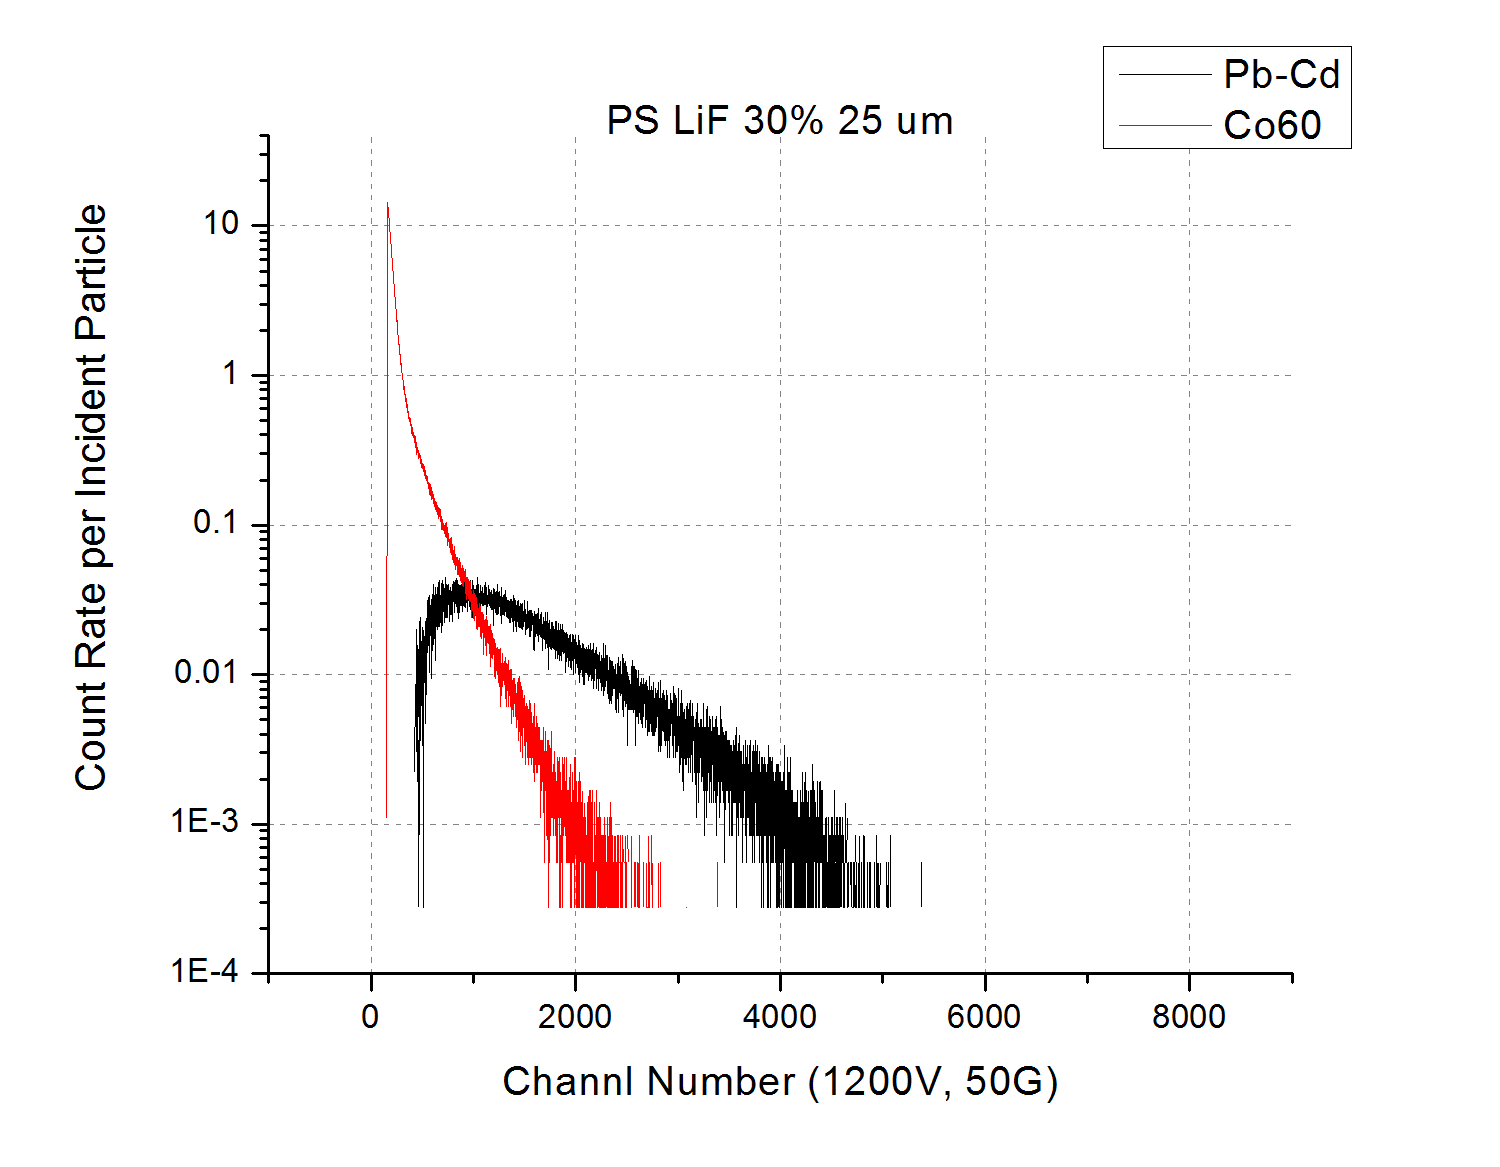 Pb-Cd
Co60
PS LiF 30% 25 um
Count Rate per Incident Particle
10
1
0.1
0.01
1E-3
1E-4
0 2000 4000 6000 8000
Channl Number (1200V, 50G)